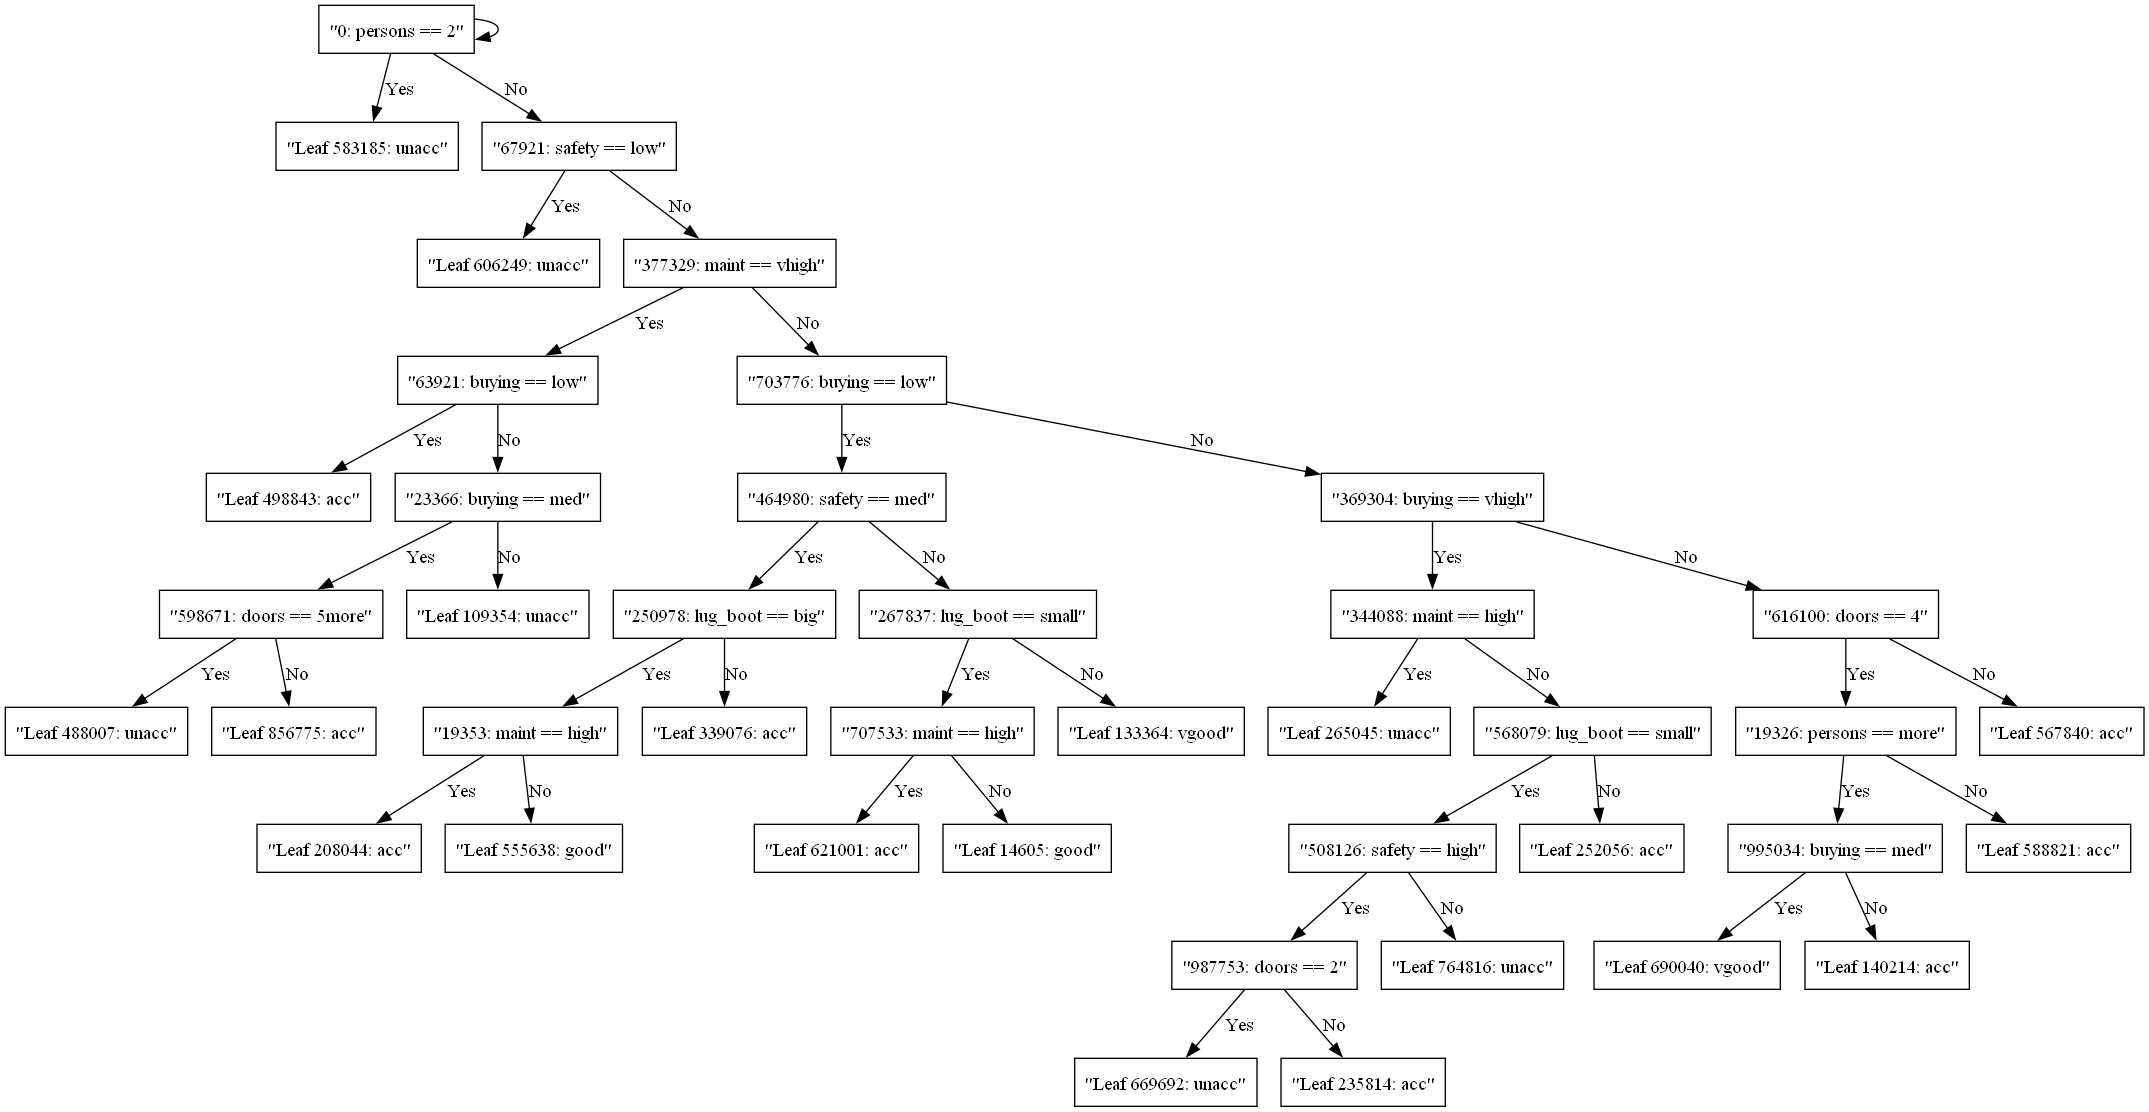 "0: persons == 2"
Yes
No
"Leaf 583185: unacc"
"67921: safety == low"
Yes
No
"Leaf 606249: unacc"
"377329: maint == vhigh"
Yes
No
"63921: buying == low"
"703776: buying == low"
Yes
No
Yes
No
"Leaf 498843: acc"
"23366: buying == med"
"464980: safety == med"
"369304: buying == vhigh"
Yes
No
Yes
No
Yes
No
"598671: doors == 5more"
"Leaf 109354: unacc"
"250978: lug_boot == big"
"267837: lug_boot == small"
"344088: maint == high"
"616100: doors == 4"
Yes
No
Yes
No
Yes
No
Yes
No
Yes
No
"Leaf 488007: unacc"
"Leaf 856775: acc"
"19353: maint == high"
"Leaf 339076: acc"
"707533: maint == high"
"Leaf 133364: vgood"
"Leaf 265045: unacc"
"568079: lug_boot == small"
"19326: persons == more"
"Leaf 567840: acc"
Yes
No
Yes
No
Yes
No
Yes
No
"Leaf 208044: acc"
"Leaf 555638: good"
"Leaf 621001: acc"
"Leaf 14605: good"
"508126: safety == high"
"Leaf 252056: acc"
"995034: buying == med"
"Leaf 588821: acc"
Yes
No
Yes
No
"987753: doors == 2"
"Leaf 764816: unacc"
"Leaf 690040: vgood"
"Leaf 140214: acc"
Yes
No
"Leaf 669692: unacc"
"Leaf 235814: acc"